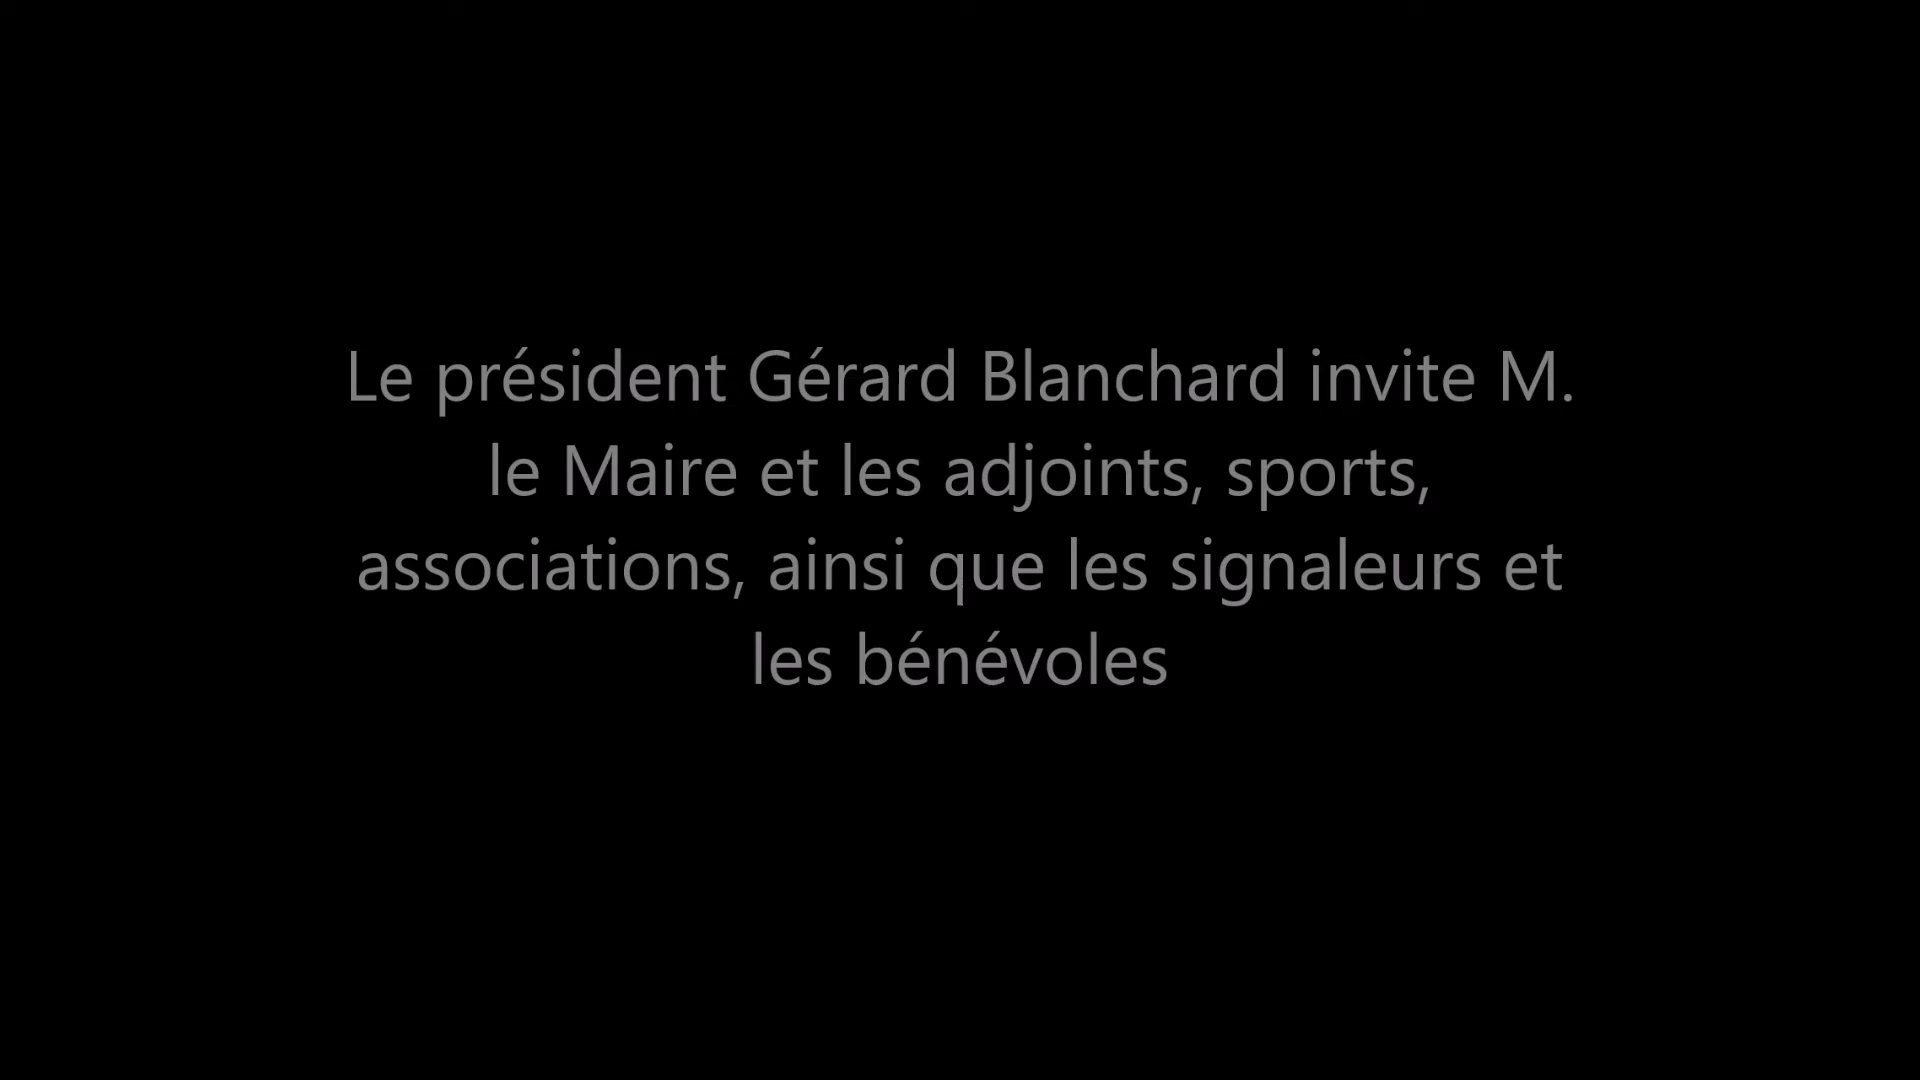 Le président Gérard Blanchard invite M.
le Maire et les adjoints, sports,
associations, ainsi que les signaleurs et
les bénévoles